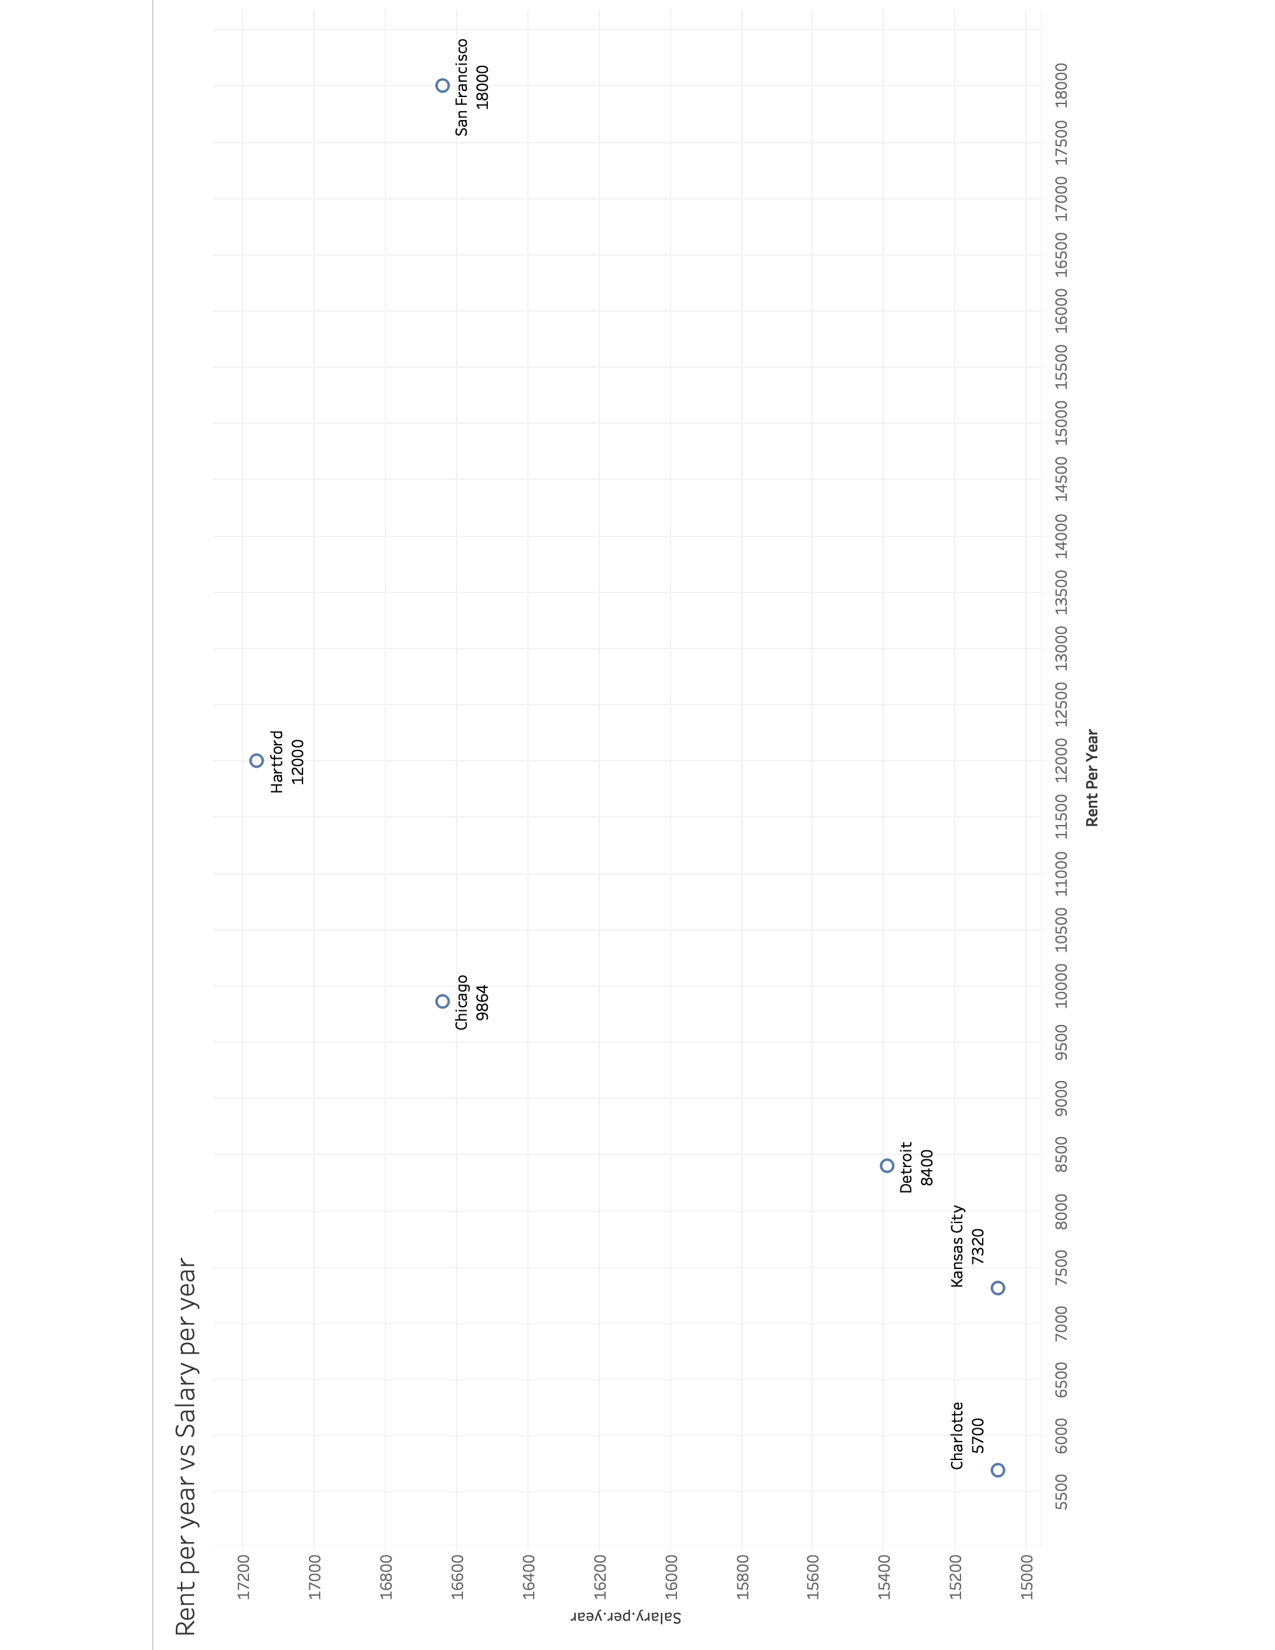 Rent per year vs Salary per year
17200
17000
16800
16600
16400
16200
16000
15800
15600
15400
15200
15000
Salary.per.year
San Francisco
18000
Hartford
12000
Chicago
9864
Detroit
8400
Kansas City
7320
Charlotte
5700
5500 6000 6500 7000 7500 8000 8500 9000 9500 10000 10500 11000 11500 12000 12500 13000 13500 14000 14500 15000 15500 16000 16500 17000 17500 18000
Rent Per Year